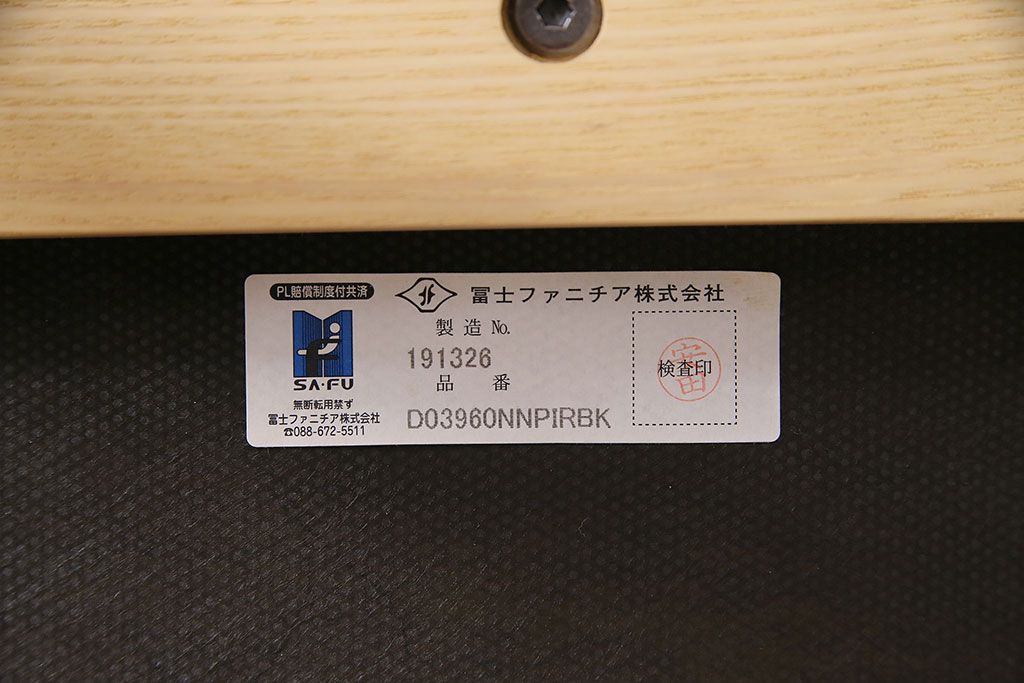 PL賠償制度付共済
SA・FU
無断転用禁ず
冨士ファニチア株式会社
☎088-672-5511
冨士ファニチア株式会社
製造 No.
191326
品番
D03960NNPIRBK
検査印
安田